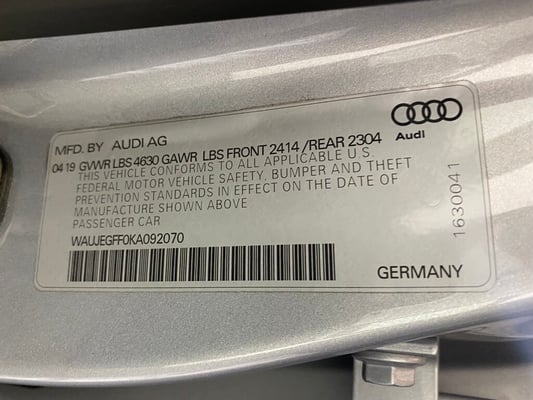 MFD. BY AUDI AG
04 19 GVWR LBS 4630 GAWR LBS FRONT 2414 /REAR 2304
THIS VEHICLE CONFORMS TO ALL APPLICABLE U.S.
FEDERAL MOTOR VEHICLE SAFETY, BUMPER AND THEFT
PREVENTION STANDARDS IN EFFECT ON THE DATE OF
MANUFACTURE SHOWN ABOVE
PASSENGER CAR
WAUJEGFF0KA092070
GERMANY
Audi
1630041